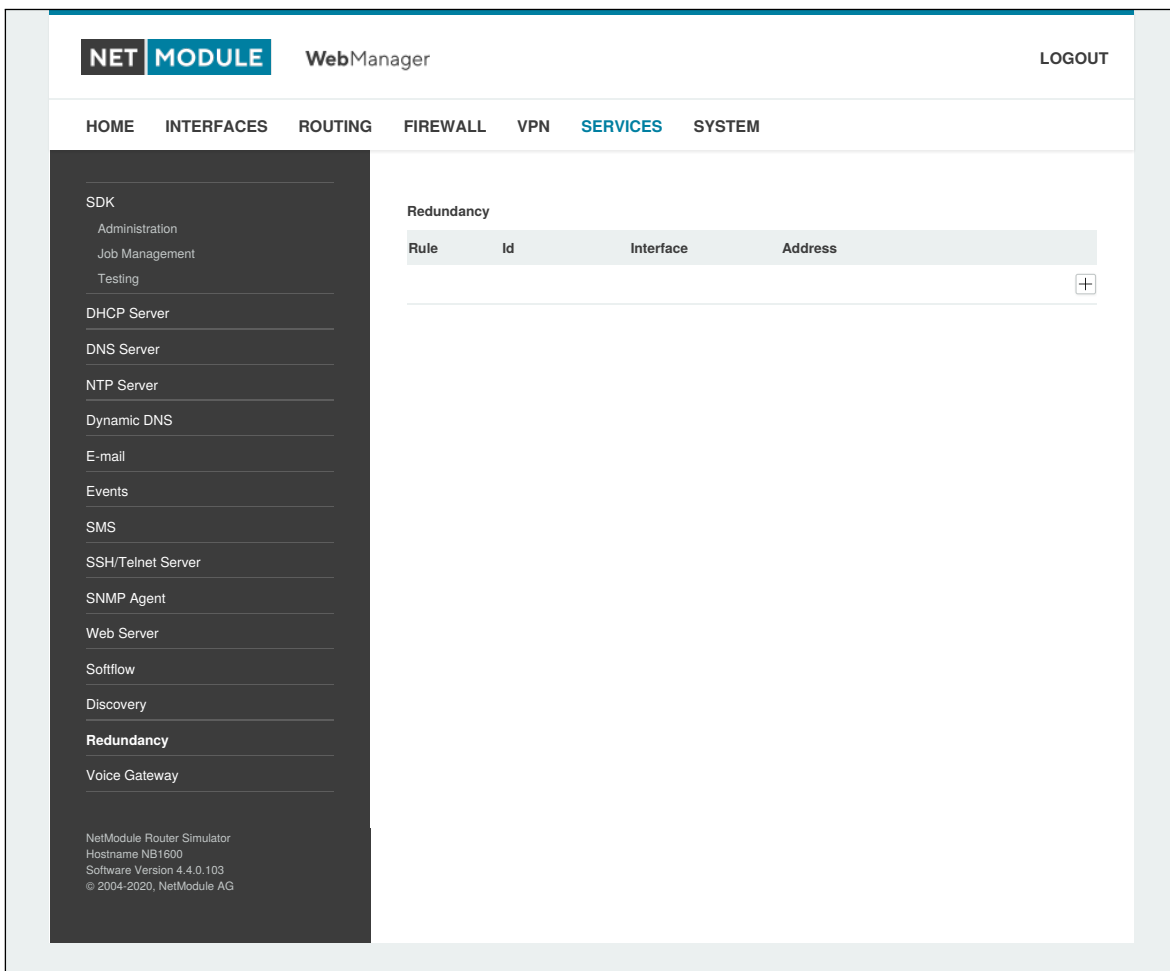 NET MODULE WebManager LOGOUT
HOME INTERFACES ROUTING FIREWALL VPN SERVICES SYSTEM
SDK
Administration
Job Management
Testing
DHCP Server
DNS Server
NTP Server
Dynamic DNS
E-mail
Events
SMS
SSH/Telnet Server
SNMP Agent
Web Server
Softflow
Discovery
Redundancy
Voice Gateway
NetModule Router Simulator
Hostname NB1600
Software Version 4.4.0.103
© 2004-2020, NetModule AG
Redundancy
Rule Id Interface Address